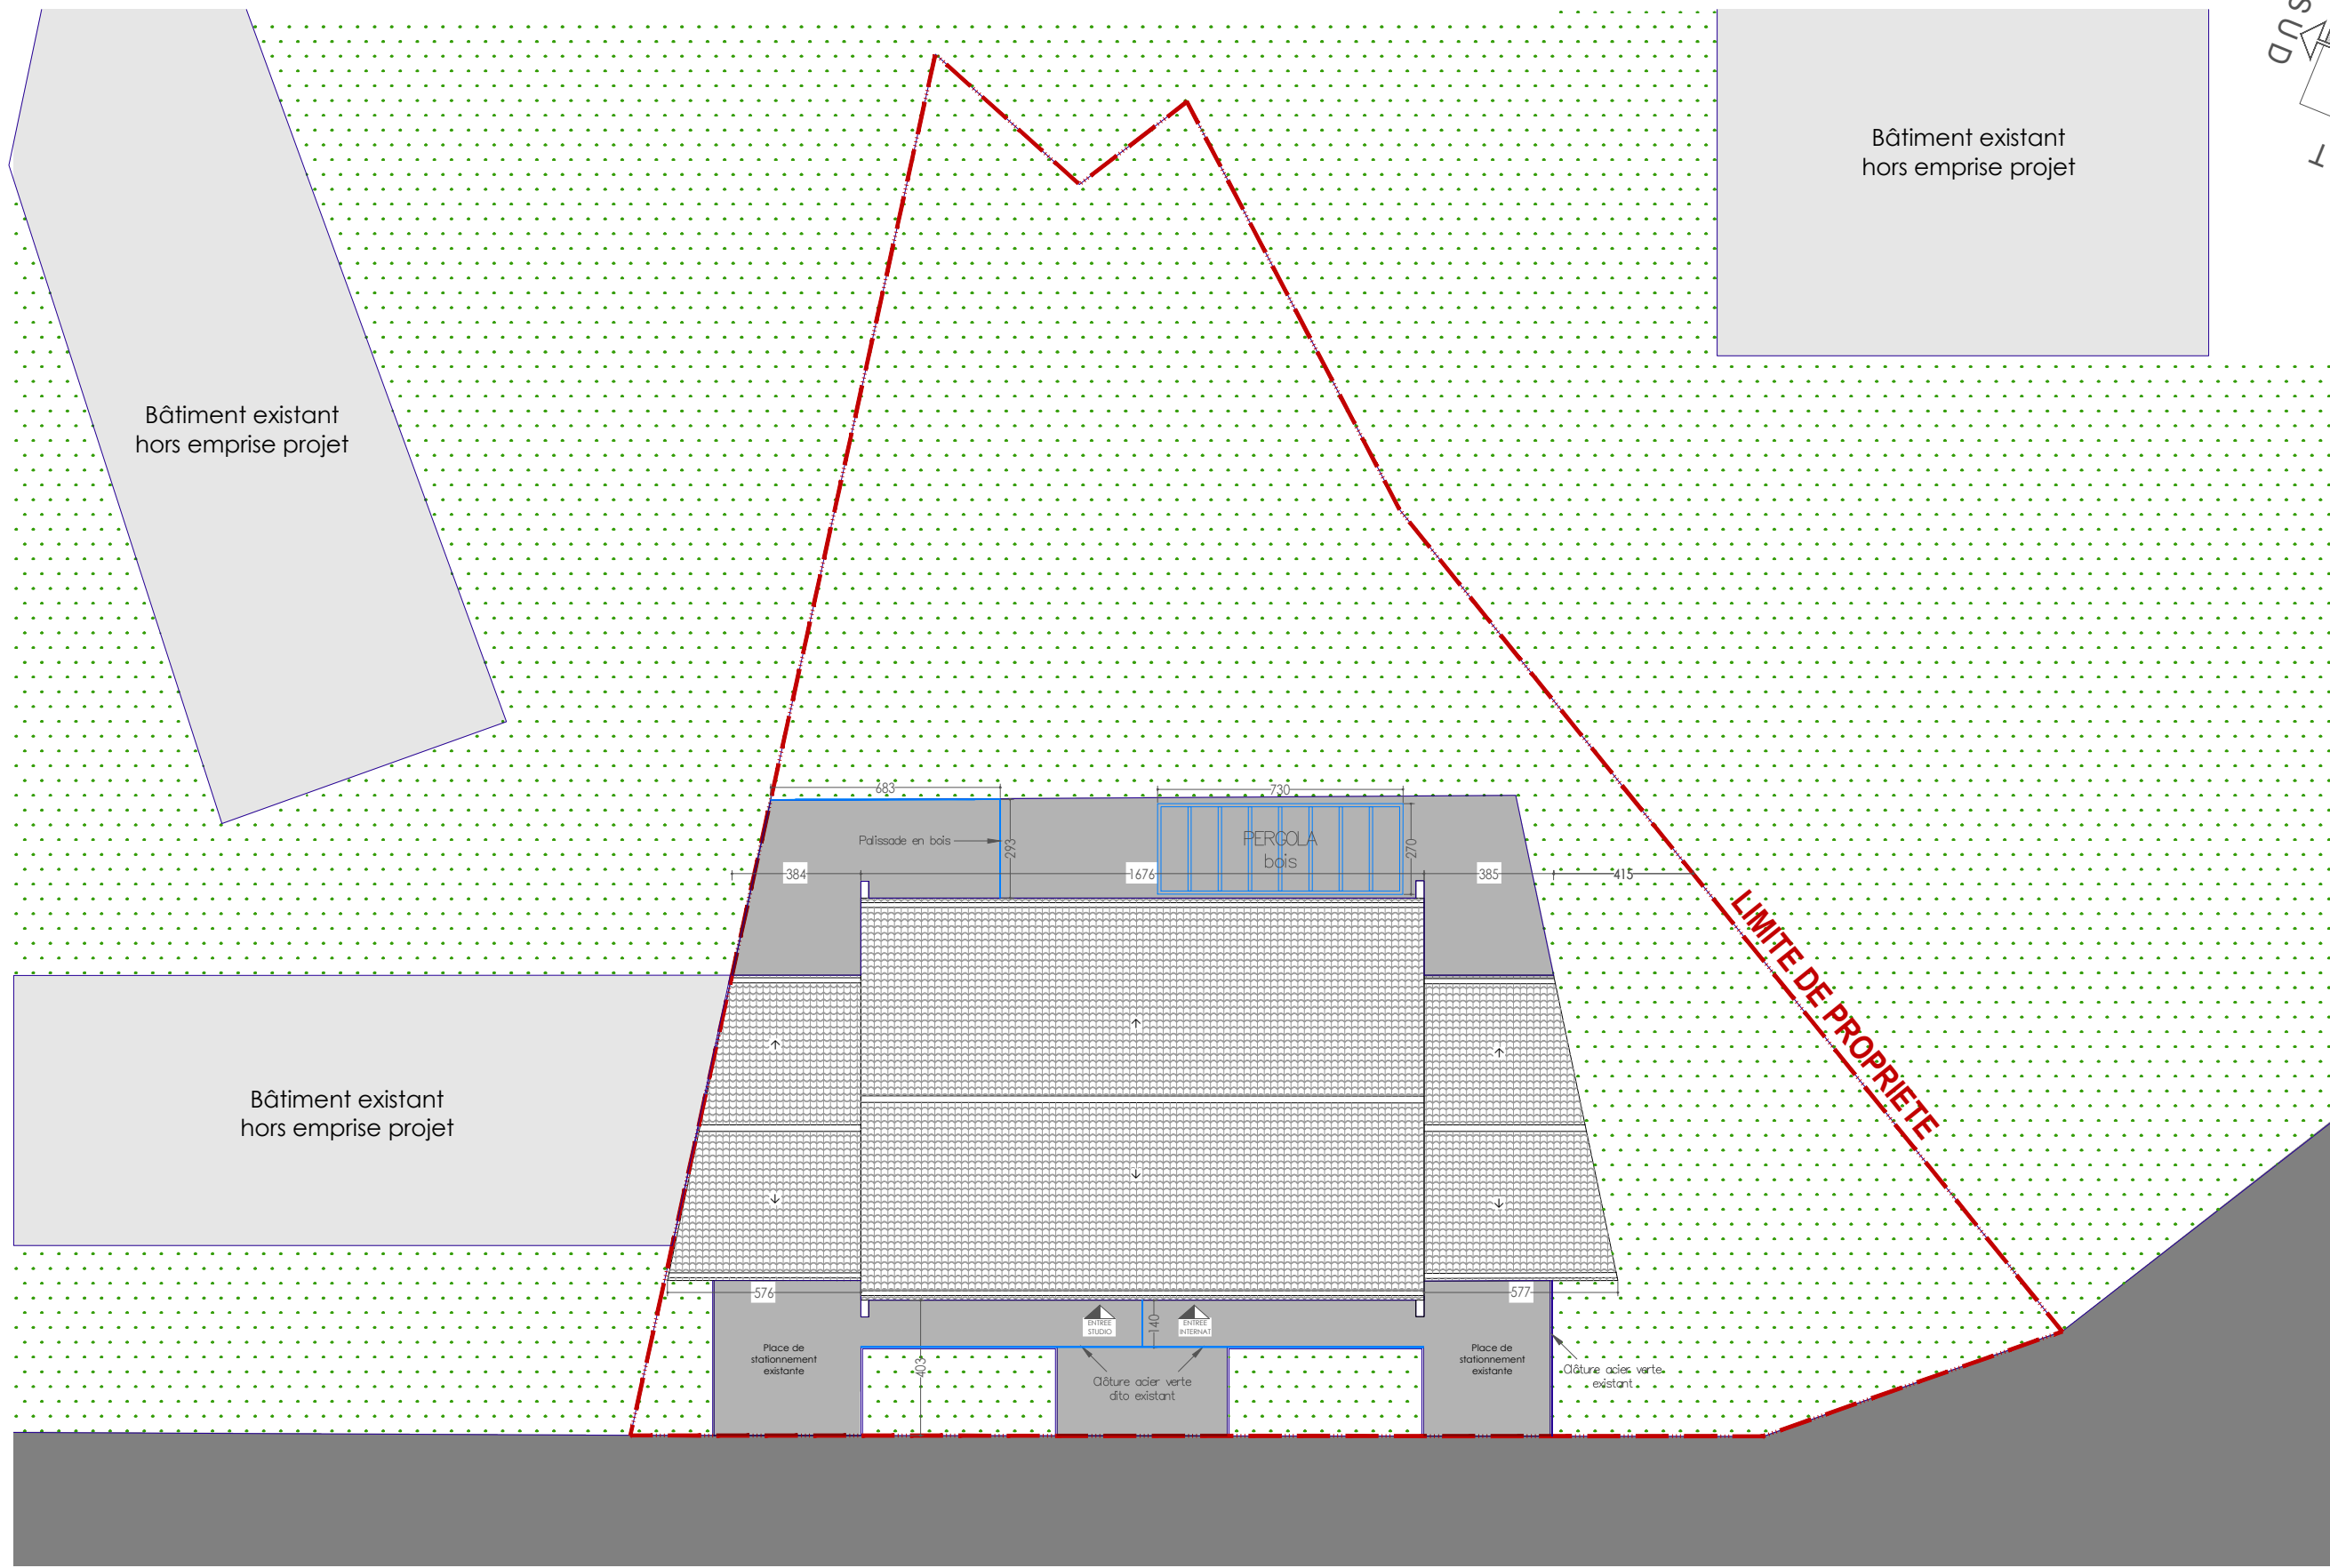 SUD
T
Bâtiment existant
hors emprise projet
Bâtiment existant
hors emprise projet
683
730
Palissade en bois
293
PERGOLA
bois
270
384
1676
385
415
LIMITE DE PROPRIETE
Bâtiment existant
hors emprise projet
576
577
ENTREE
STUDIO
140
ENTREE
INTERNAT
Place de
stationnement
existante
403
Clôture acier verte
dito existant
Place de
stationnement
existante
Clôture acier verte
existant